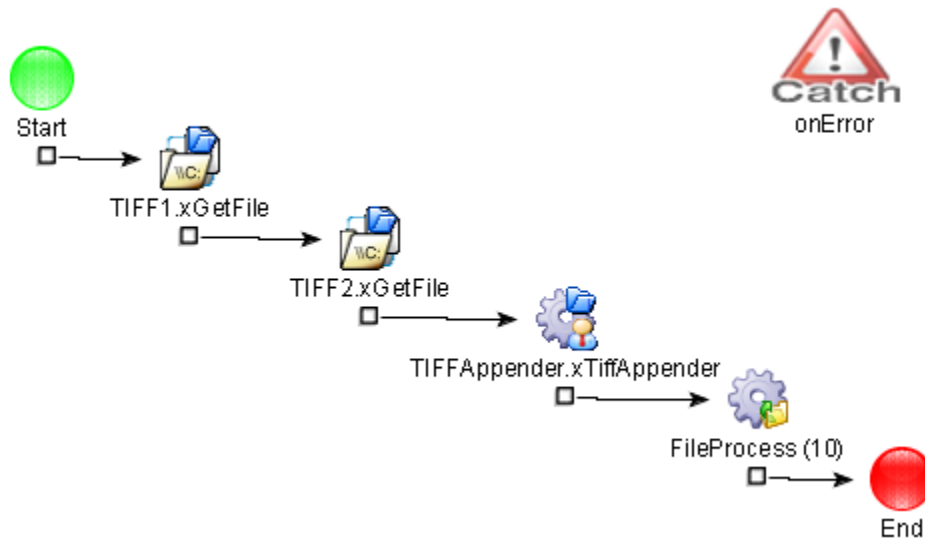 Start
Catch
onError
\\C:
TIFF1.xGetFile
\\C:
TIFF2.xGetFile
TIFFAppender.xTiffAppender
FileProcess (10)
End